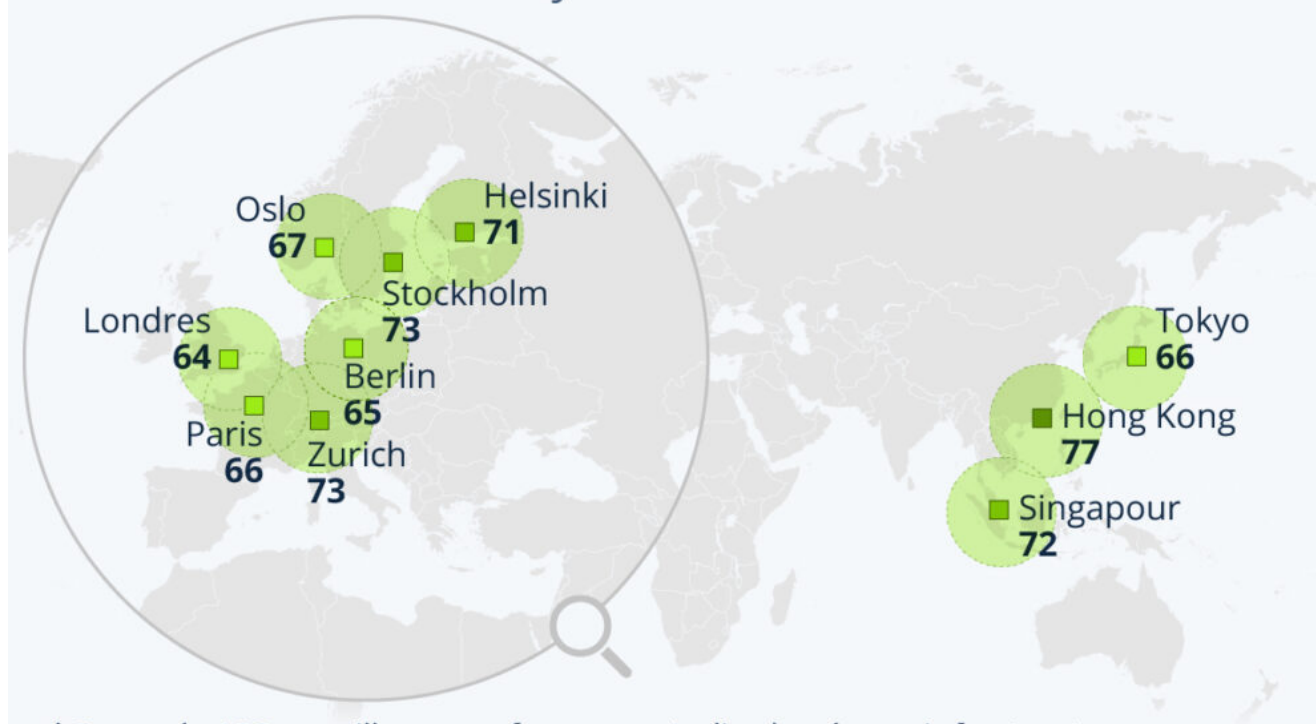 Oslo
67
Helsinki
71
Stockholm
73
Londres
64
Berlin
65
Paris
66
Zurich
73
Tokyo
66
Hong Kong
77
Singapour
72